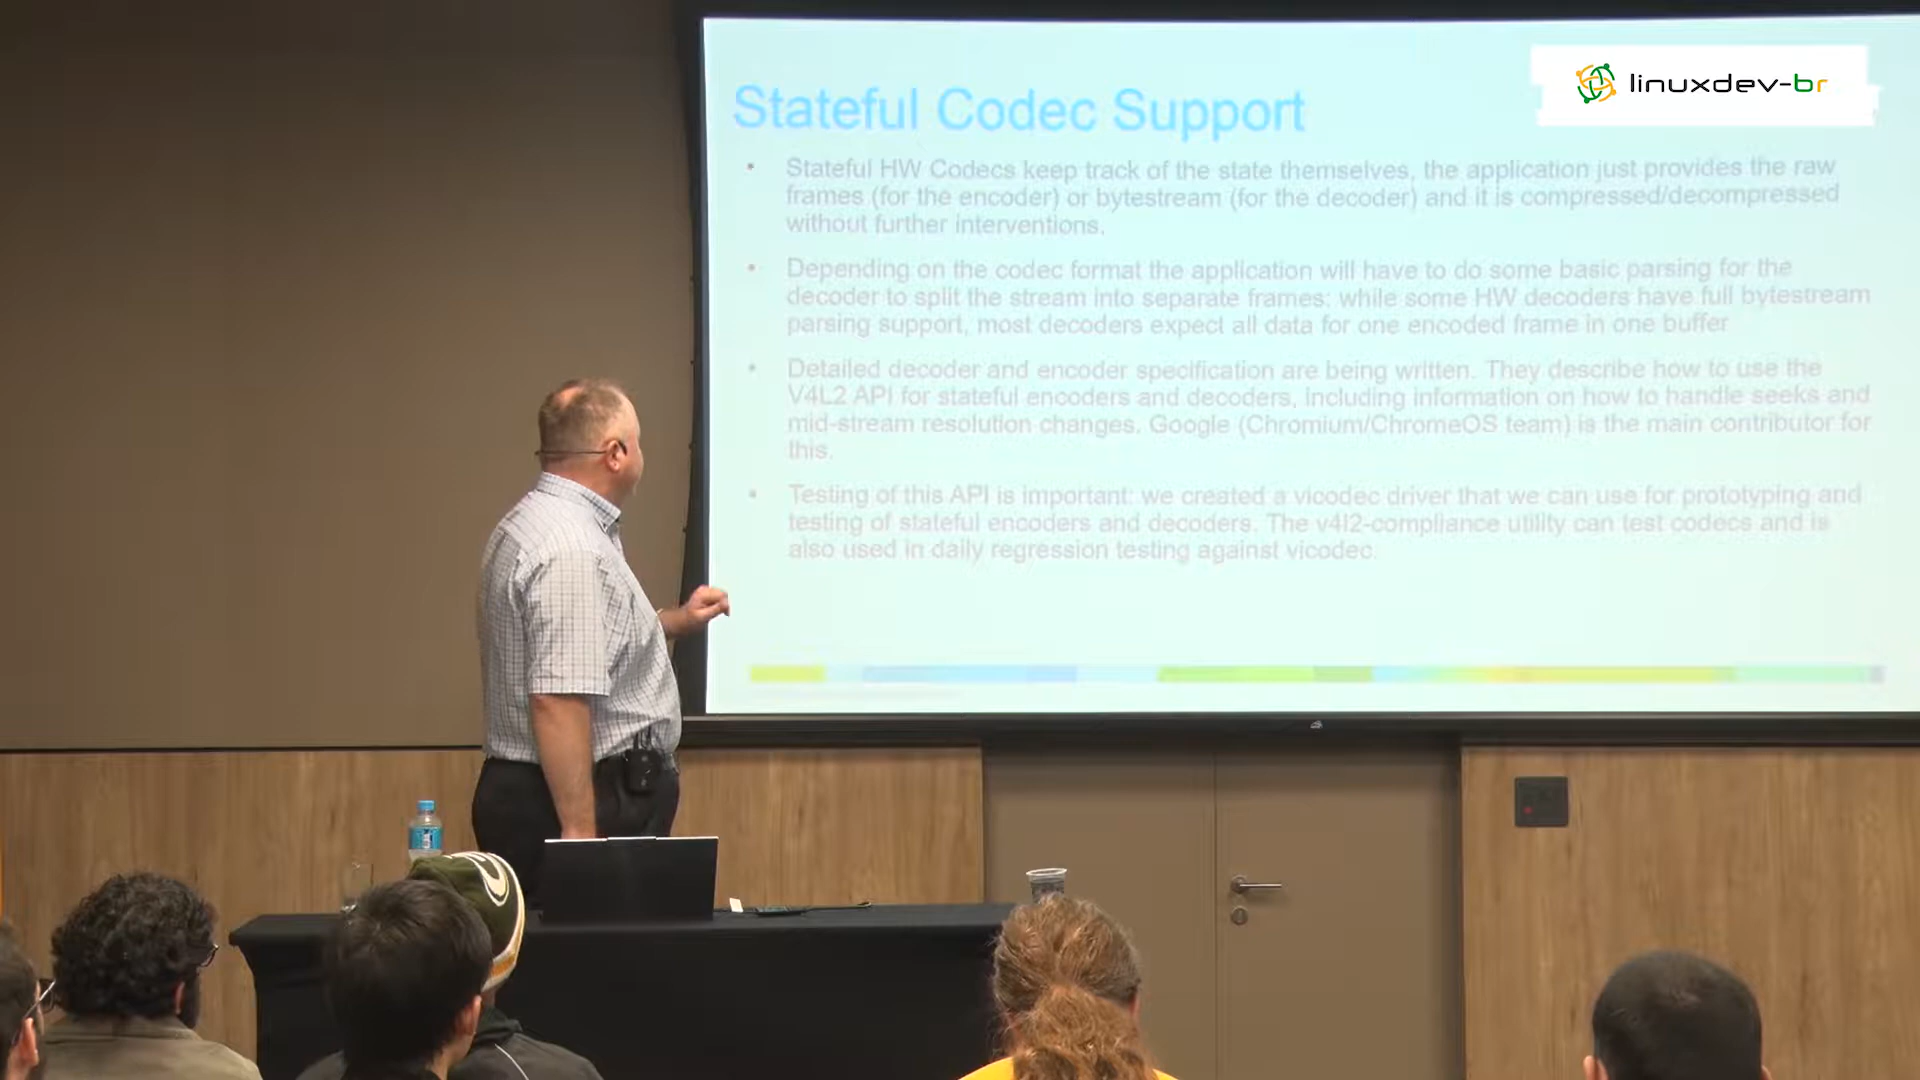 linuxdev-br
Stateful Codec Support
• Stateful HW Codecs keep track of the state themselves, the application just provides the raw
frames (for the encoder) or bytestream (for the decoder) and it is compressed/decompressed
without further interventions.
• Depending on the codec format the application will have to do some basic parsing for the
decoder to split the stream into separate frames: while some HW decoders have full bytestream
parsing support, most decoders expect all data for one encoded frame in one buffer
• Detailed decoder and encoder specification are being written. They describe how to use the
V4L2 API for stateful encoders and decoders, including information on how to handle seeks and
mid-stream resolution changes. Google (Chromium/ChromeOS team) is the main contributor for
this.
• Testing of this API is important: we created a vicodec driver that we can use for prototyping and
testing of stateful encoders and decoders. The v4l2-compliance utility can test codecs and is
also used in daily regression testing against vicodec.